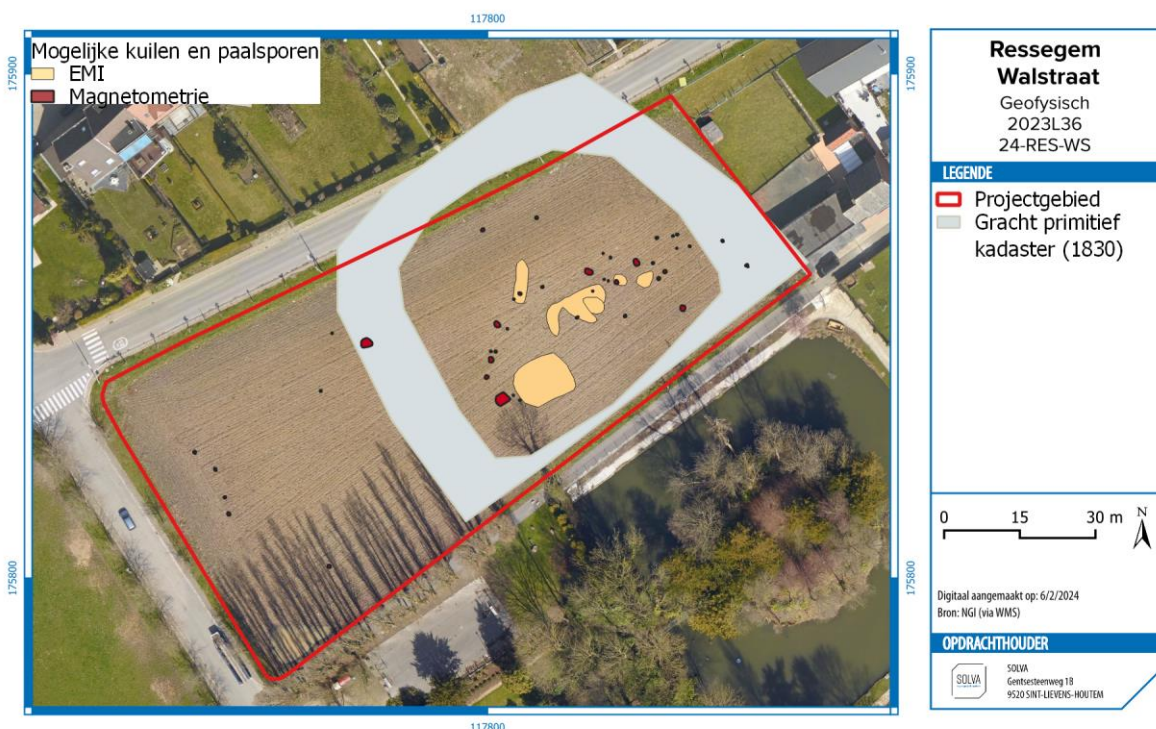 117800
175900
175800
Mogelijke kuilen en paalsporen
EMI
Magnetometrie
175900
175800
117800
Ressegem
Walstraat
Geofysisch
2023L36
24-RES-WS
LEGENDE
Projectgebied
Gracht primitief
kadaster (1830)
0 15 30 m
N
Digitaal aangemaakt op: 6/2/2024
Bron: NGI (via WMS)
OPDRACHTHOUDER
SOLVA
SOLVA
Gentsesteenweg 1B
9520 SINT-LIEVENS-HOUTEM